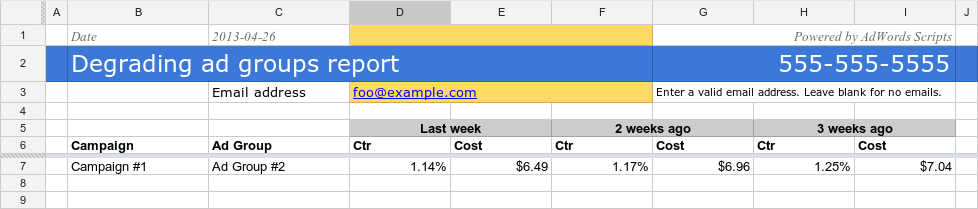 A B C D E F G H I J
1 Date 2013-04-26 Powered by AdWords Scripts
2 Degrading ad groups report 555-555-5555
3 Email address foo@example.com Enter a valid email address. Leave blank for no emails.
4
5 Last week 2 weeks ago 3 weeks ago
6 Campaign Ad Group Ctr Cost Ctr Cost Ctr Cost
7 Campaign #1 Ad Group #2 1.14% $6.49 1.17% $6.96 1.25% $7.04
8
9